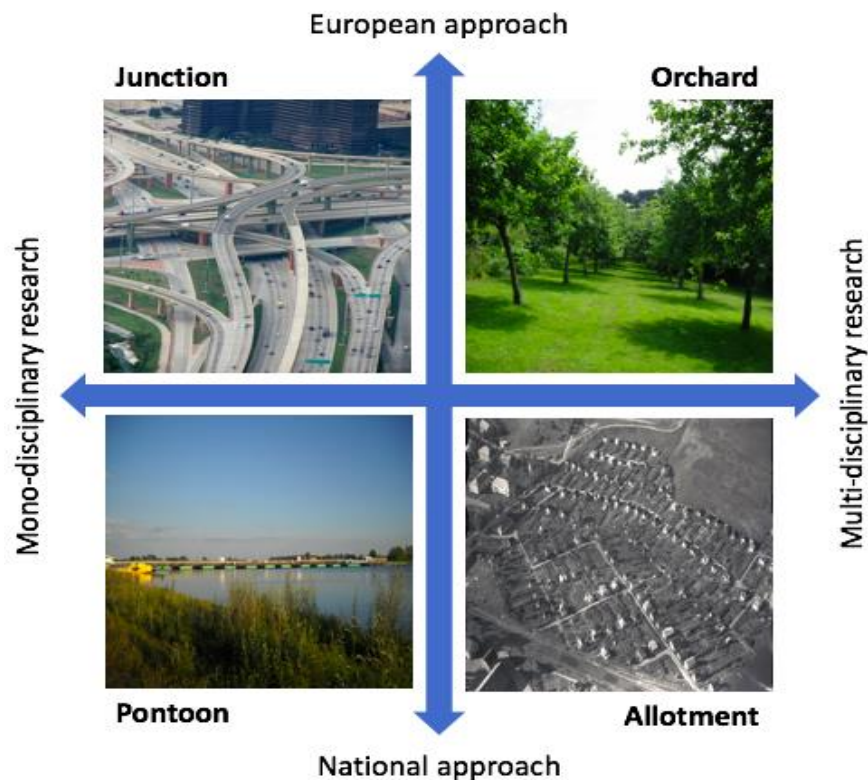 European approach
Junction
Orchard
Mono-disciplinary research
Multi-disciplinary research
Pontoon
Allotment
National approach